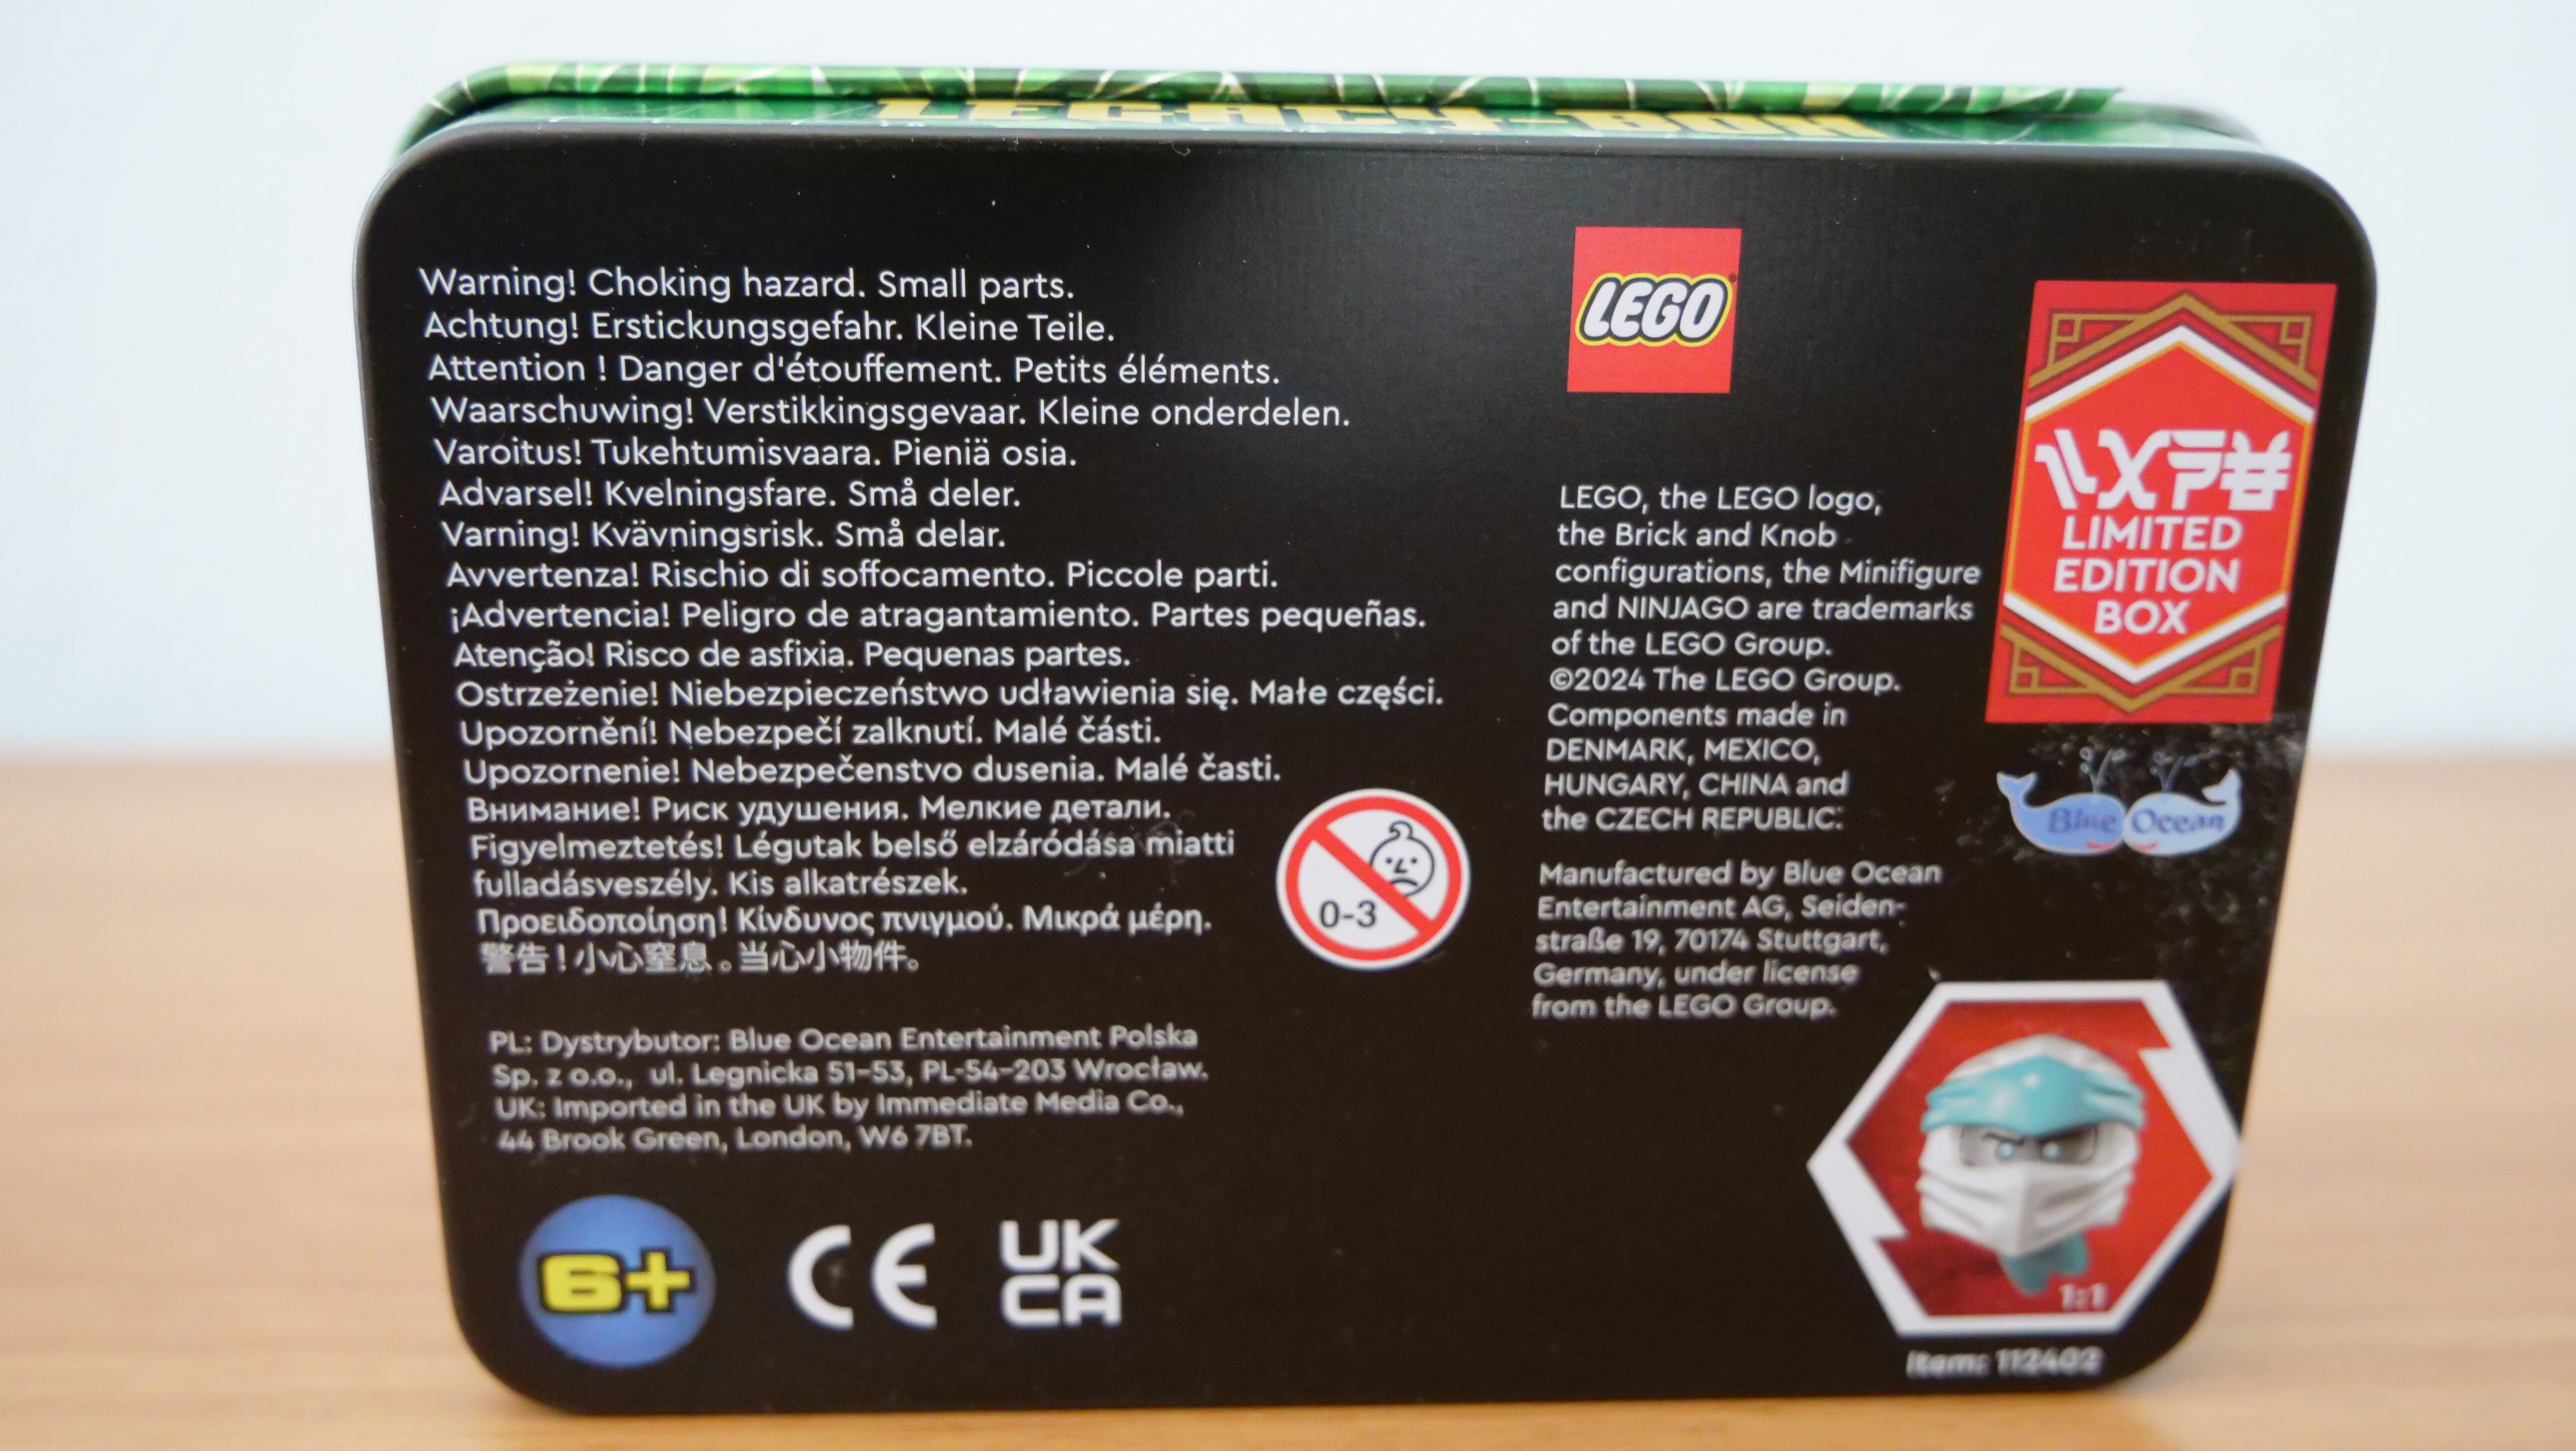 LEGACY-BOX
Warning! Choking hazard. Small parts.
Achtung! Erstickungsgefahr. Kleine Teile.
Attention ! Danger d'étouffement. Petits éléments.
Waarschuwing! Verstikkingsgevaar. Kleine onderdelen.
Varoitus! Tukehtumisvaara. Pieniä osia.
Advarsel! Kvelningsfare. Små deler.
Varning! Kvävningsrisk. Små delar.
Avvertenza! Rischio di soffocamento. Piccole parti.
¡Advertencia! Peligro de atragantamiento. Partes pequeñas.
Atenção! Risco de asfixia. Pequenas partes.
Ostrzeżenie! Niebezpieczeństwo udławienia się. Małe części.
Upozornění! Nebezpečí zalknutí. Malé části.
Upozornenie! Nebezpečenstvo dusenia. Malé časti.
Внимание! Риск удушения. Мелкие детали.
Figyelmeztetés! Légutak belső elzáródása miatti
fulladásveszély. Kis alkatrészek.
Προειδοποίηση! Κίνδυνος πνιγμού. Μικρά μέρη.
警告！小心窒息。当心小物件。
0-3
PL: Dystrybutor: Blue Ocean Entertainment Polska
Sp. z o.o., ul. Legnicka 51-53, PL-54-203 Wrocław.
UK: Imported in the UK by Immediate Media Co.,
44 Brook Green, London, W6 7BT.
6+
CE
UK
CA
LEGO
LEGO, the LEGO logo,
the Brick and Knob
configurations, the Minifigure
and NINJAGO are trademarks
of the LEGO Group.
©2024 The LEGO Group.
Components made in
DENMARK, MEXICO,
HUNGARY, CHINA and
the CZECH REPUBLIC.
Manufactured by Blue Ocean
Entertainment AG, Seiden-
straße 19, 70174 Stuttgart,
Germany, under license
from the LEGO Group.
LIMITED
EDITION
BOX
Blue Ocean
1:1
Item: 112402